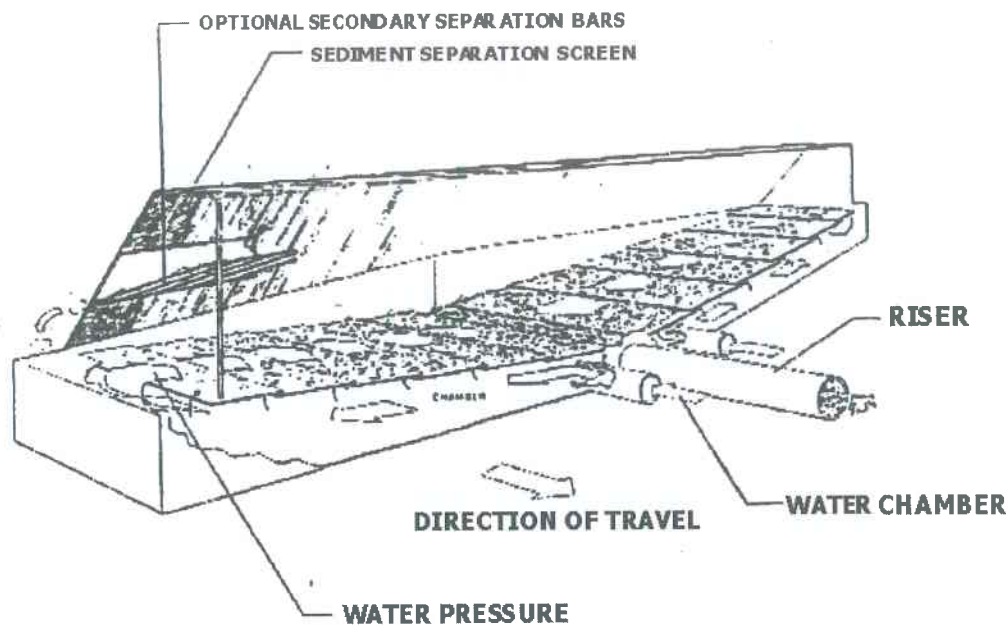 OPTIONAL SECONDARY SEPARATION BARS
SEDIMENT SEPARATION SCREEN
RISER
CHAMBER
WATER CHAMBER
DIRECTION OF TRAVEL
WATER PRESSURE